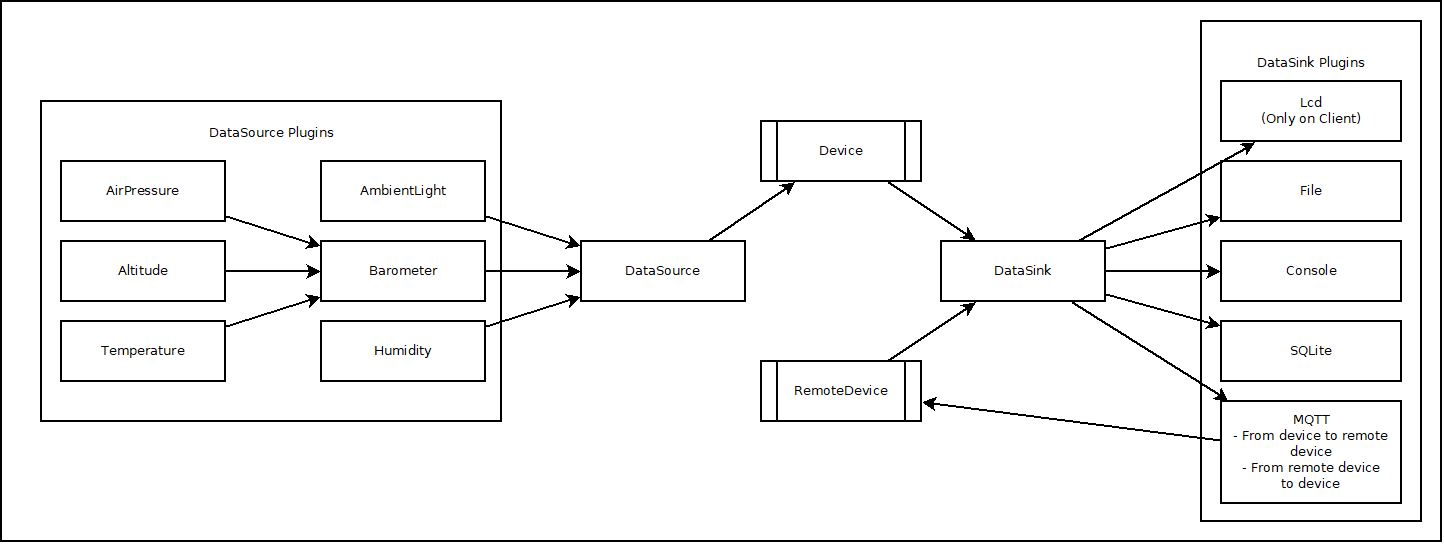 DataSource Plugins
AirPressure
AmbientLight
Altitude
Barometer
Temperature
Humidity
DataSource
Device
RemoteDevice
DataSink
DataSink Plugins
Lcd
(Only on Client)
File
Console
SQLite
MQTT
- From device to remote
device
- From remote device
to device